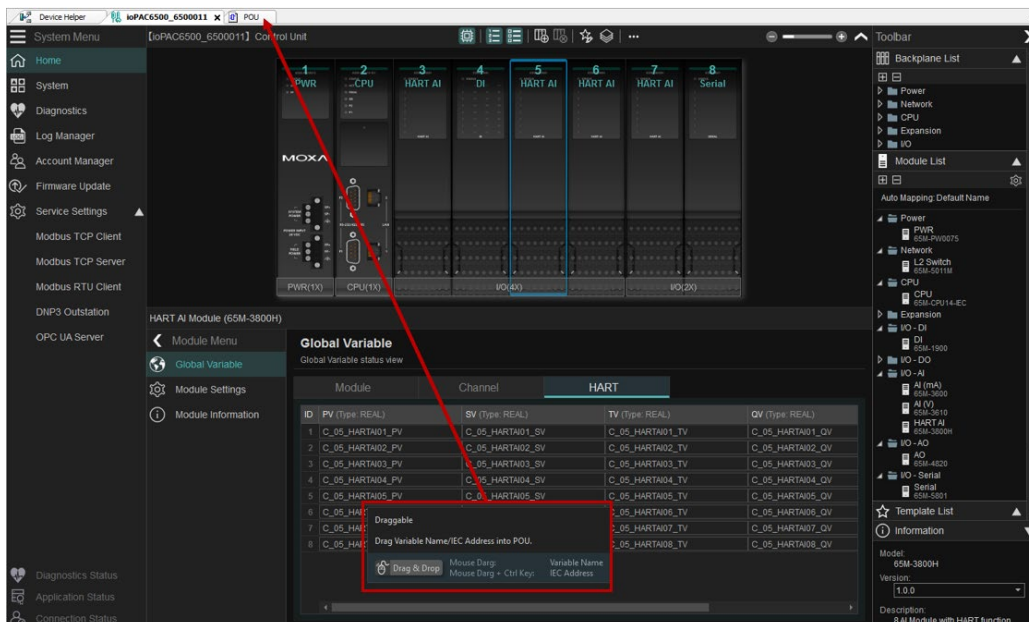 Device Helper
ioPAC6500_6500011
POU
System Menu
Home
System
Diagnostics
Log Manager
Account Manager
Firmware Update
Service Settings
Modbus TCP Client
Modbus TCP Server
Modbus RTU Client
DNP3 Outstation
OPC UA Server
Diagnostics Status
Application Status
Connection Status
【ioPAC6500_6500011】Control Unit
1 2 3 4 5 6 7 8
PWR CPU HART AI DI HART AI HART AI HART AI Serial
MOXA
PWR(1X) CPU(1X) I/O(4X) I/O(2X)
HART AI Module (65M-3800H)
Module Menu
Global Variable
Module Settings
Module Information
Global Variable
Global Variable status view
Module Channel HART
ID PV (Type: REAL) SV (Type: REAL) TV (Type: REAL) QV (Type: REAL)
1 C_05_HARTAI01_PV C_05_HARTAI01_SV C_05_HARTAI01_TV C_05_HARTAI01_QV
2 C_05_HARTAI02_PV C_05_HARTAI02_SV C_05_HARTAI02_TV C_05_HARTAI02_QV
3 C_05_HARTAI03_PV C_05_HARTAI03_SV C_05_HARTAI03_TV C_05_HARTAI03_QV
4 C_05_HARTAI04_PV C_05_HARTAI04_SV C_05_HARTAI04_TV C_05_HARTAI04_QV
5 C_05_HARTAI05_PV C_05_HARTAI05_SV C_05_HARTAI05_TV C_05_HARTAI05_QV
6 C_05_HAR C_05_HARTAI06_TV C_05_HARTAI06_QV
7 C_05_HAR C_05_HARTAI07_TV C_05_HARTAI07_QV
8 C_05_HAR C_05_HARTAI08_TV C_05_HARTAI08_QV
Draggable
Drag Variable Name/IEC Address into POU.
Drag & Drop
Mouse Darg: Variable Name
Mouse Darg + Ctrl Key: IEC Address
Toolbar
Backplane List
Power
Network
CPU
Expansion
I/O
Module List
Auto Mapping: Default Name
Power
PWR
65M-PW0075
Network
L2 Switch
65M-5011M
CPU
CPU
65M-CPU14-IEC
Expansion
I/O - DI
DI
65M-1900
I/O - DO
I/O - AI
AI (mA)
65M-3600
AI (V)
65M-3610
HART AI
65M-3800H
I/O - AO
AO
65M-4820
I/O - Serial
Serial
65M-5801
Template List
Information
Model:
65M-3800H
Version:
1.0.0
Description:
8 AI Module with HART function